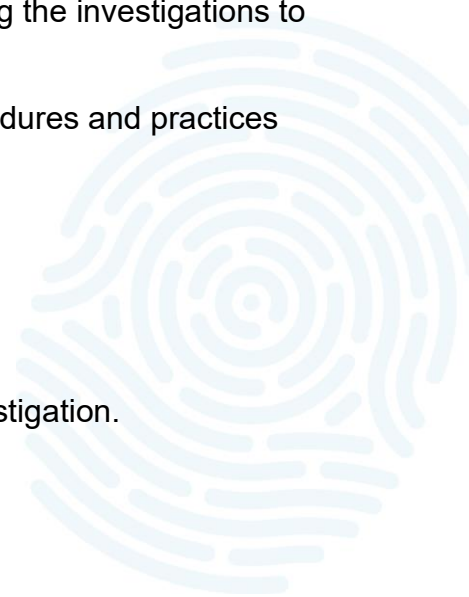 g the investigations to
dures and practices
stigation.